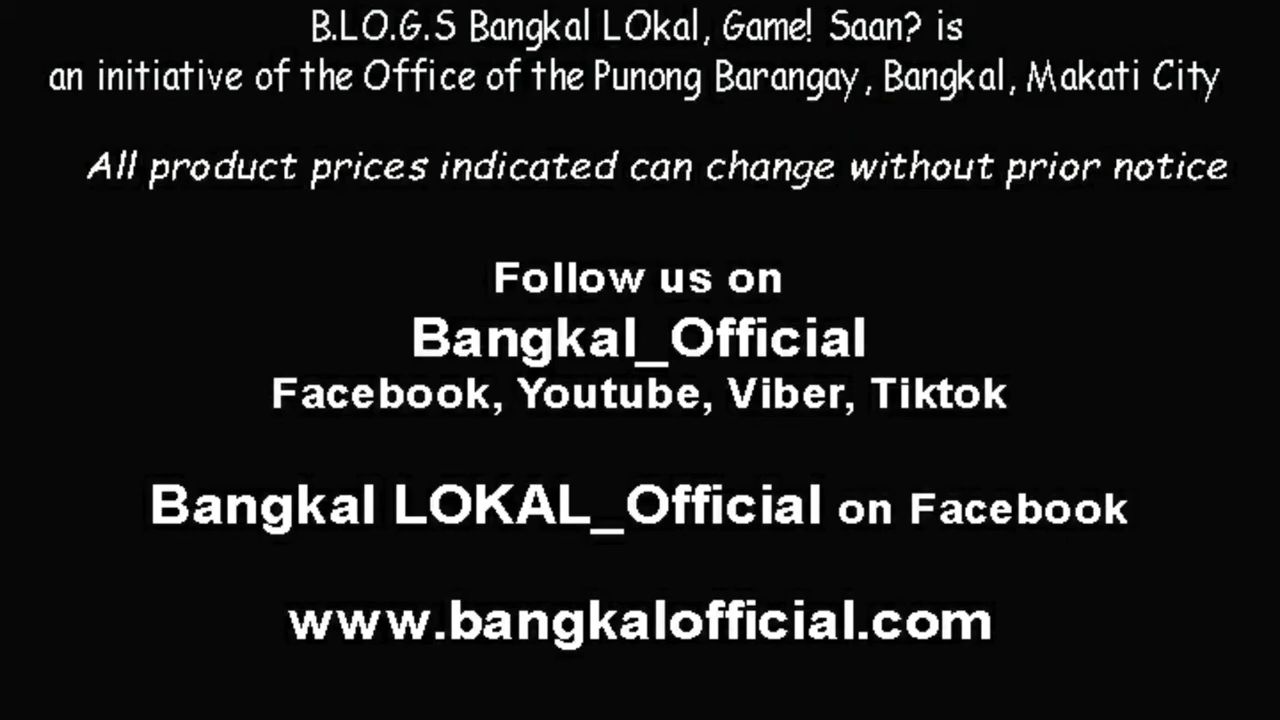 B.LO.G.S Bangkal LOkal, Game! Saan? is
an initiative of the Office of the Punong Barangay, Bangkal, Makati City
All product prices indicated can change without prior notice
Follow us on
Bangkal_Official
Facebook, Youtube, Viber, Tiktok
Bangkal LOKAL_Official on Facebook
www.bangkalofficial.com